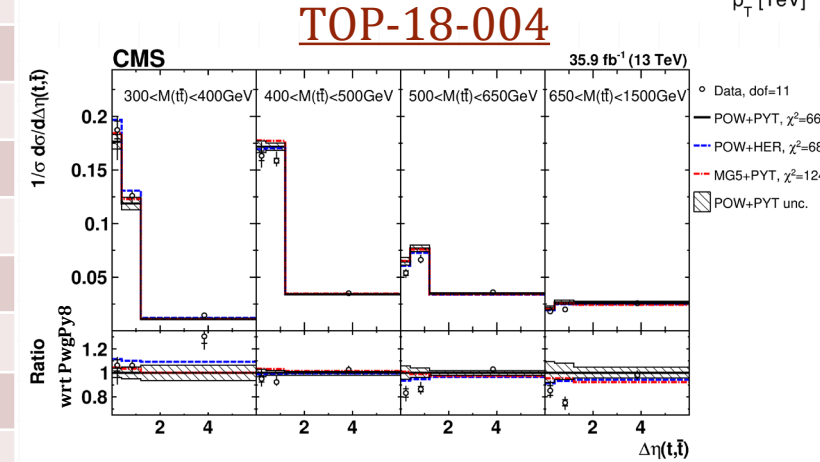 p_T [TeV]
TOP-18-004
CMS 35.9 fb⁻¹ (13 TeV)
1/σ dσ/dΔη(t,t̄)
300<M(tt̄)<400GeV 400<M(tt̄)<500GeV 500<M(tt̄)<650GeV 650<M(tt̄)<1500GeV
Data, dof=11
POW+PYT, χ²=66
POW+HER, χ²=68
MG5+PYT, χ²=124
POW+PYT unc.
0.2
0.15
0.1
0.05
Ratio
wrt PwgPy8
1.2
1
0.8
2 4 2 4 2 4 2 4
Δη(t,t̄)